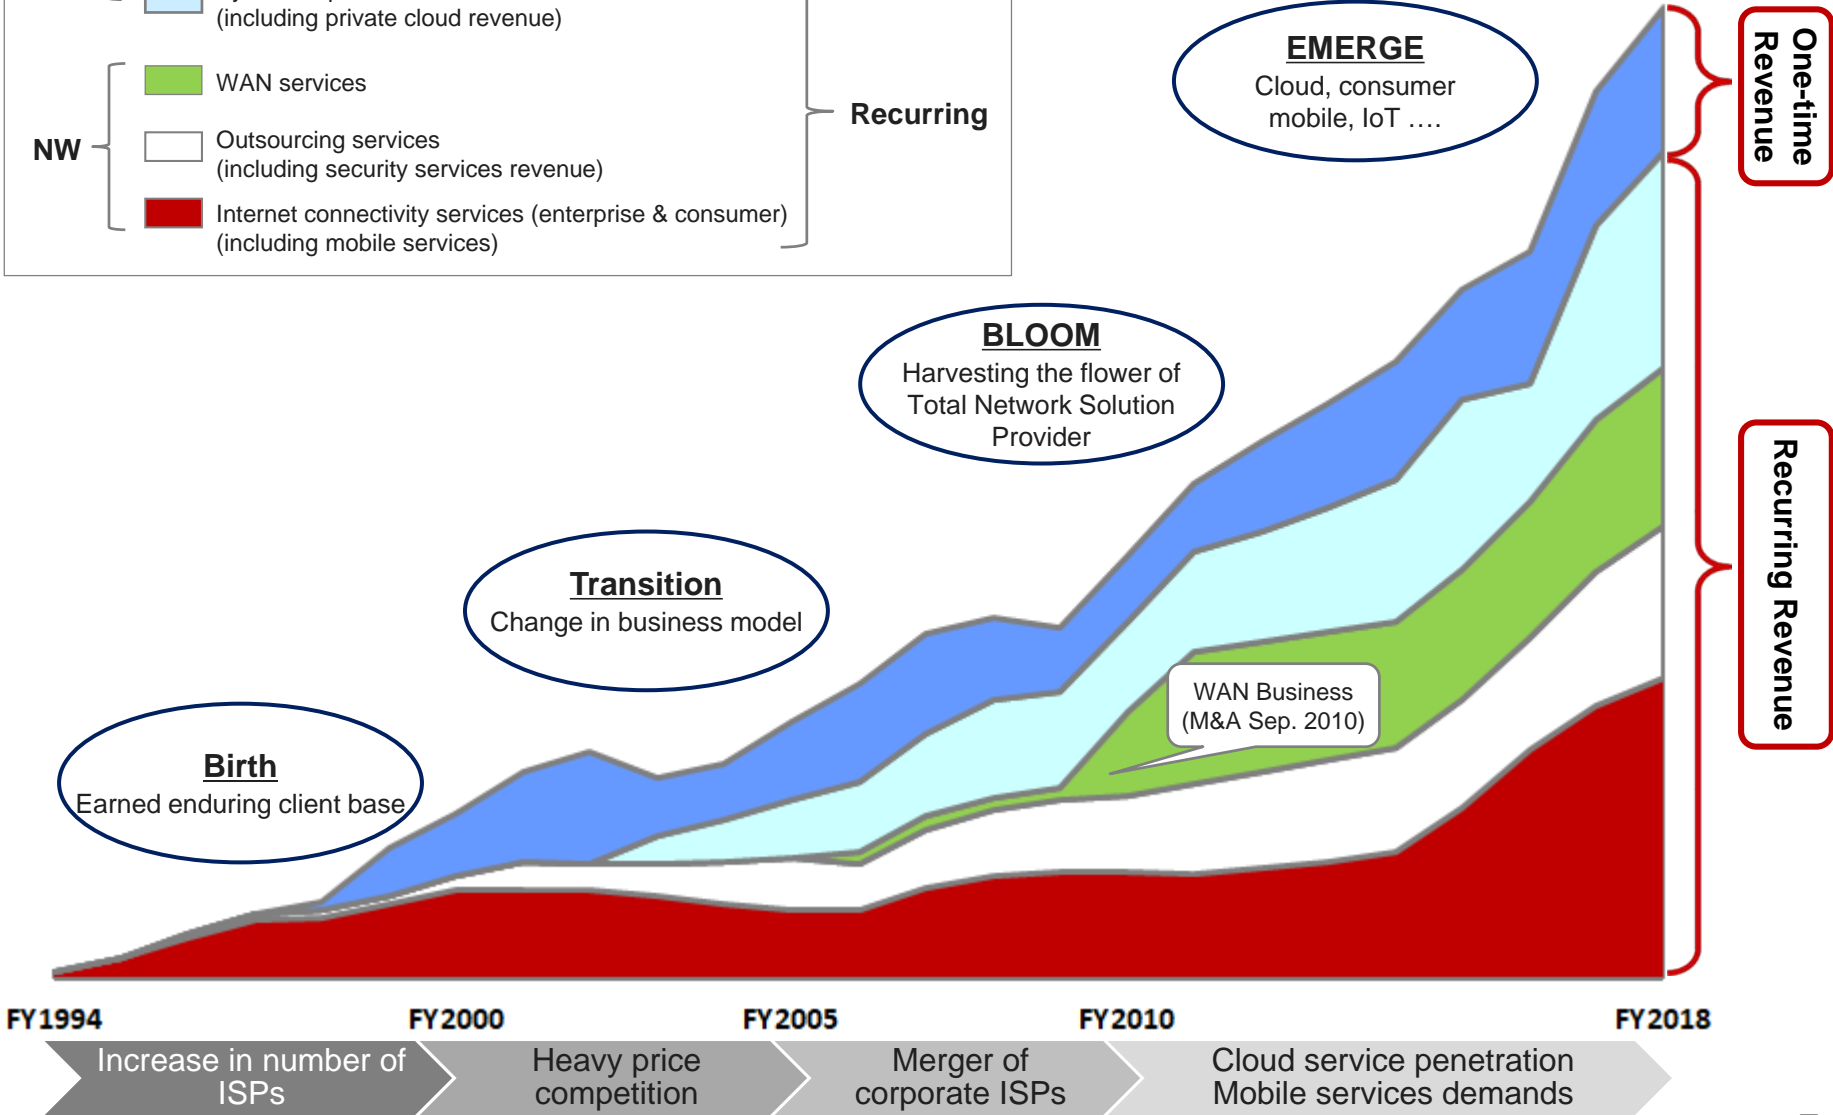 (including private cloud revenue)
WAN services
NW
Outsourcing services
(including security services revenue)
Internet connectivity services (enterprise & consumer)
(including mobile services)
Recurring
EMERGE
Cloud, consumer
mobile, IoT ....
One-time
Revenue
BLOOM
Harvesting the flower of
Total Network Solution
Provider
Recurring Revenue
Transition
Change in business model
WAN Business
(M&A Sep. 2010)
Birth
Earned enduring client base
FY1994
FY2000
FY2005
FY2010
FY2018
Increase in number of
ISPs
Heavy price
competition
Merger of
corporate ISPs
Cloud service penetration
Mobile services demands